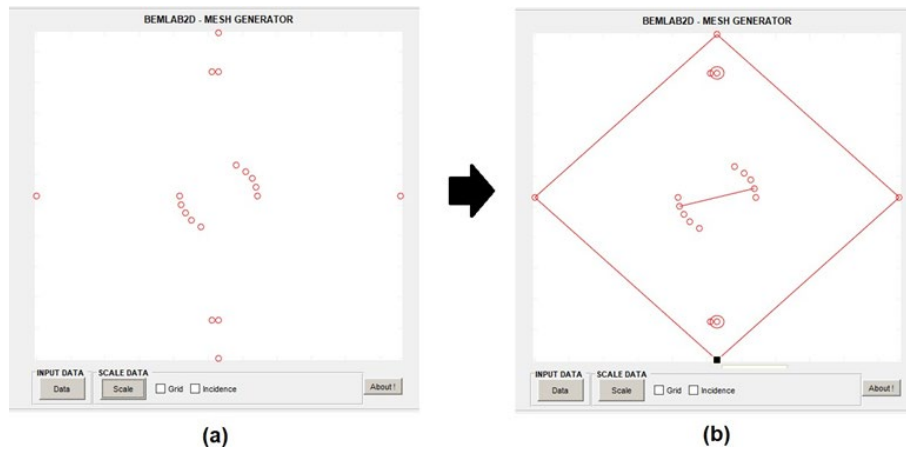 BEMLAB2D - MESH GENERATOR
INPUT DATA
SCALE DATA
Data
Scale
Grid
Incidence
About !
(a)
BEMLAB2D - MESH GENERATOR
INPUT DATA
SCALE DATA
Data
Scale
Grid
Incidence
About !
(b)